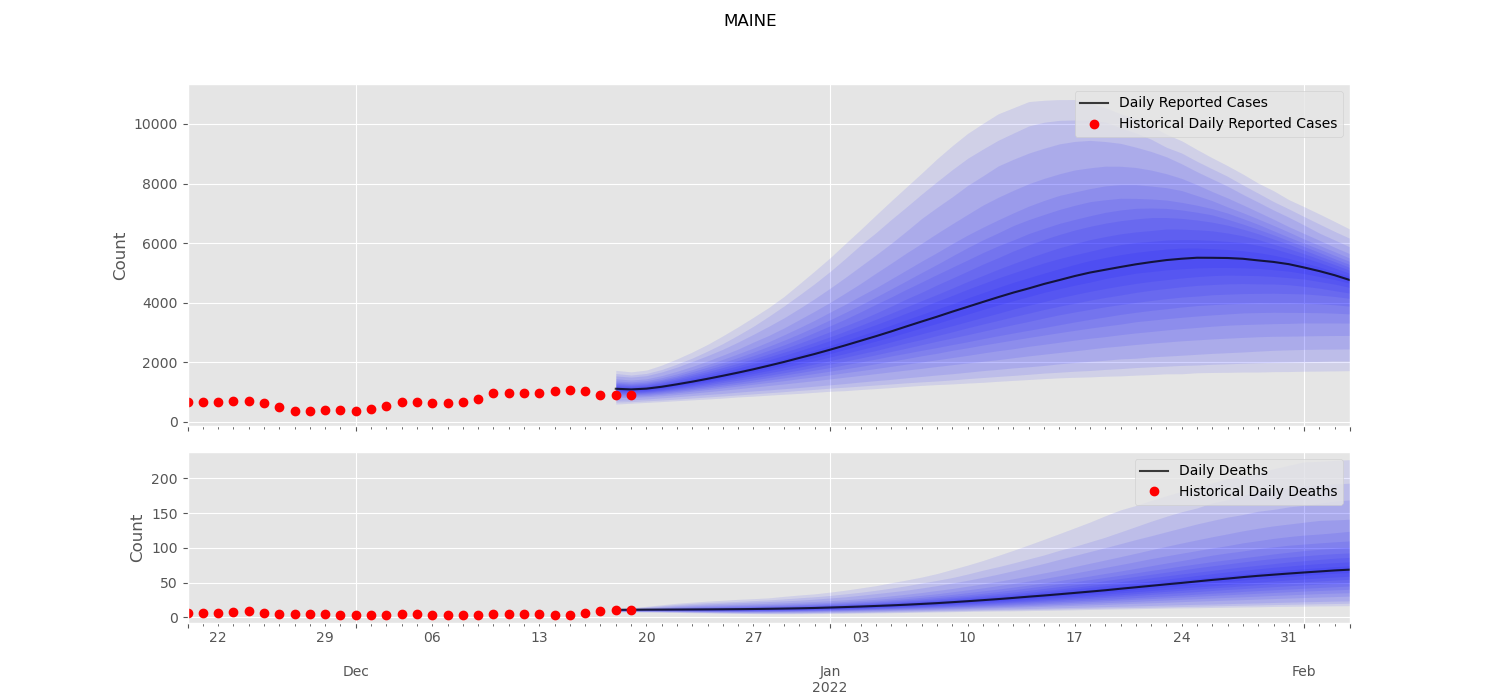 MAINE
10000
8000
6000
4000
2000
0
Count
Daily Reported Cases
Historical Daily Reported Cases
200
150
100
50
0
Count
Daily Deaths
Historical Daily Deaths
22 29 06 13 20 27 03 10 17 24 31
Dec Jan Feb
2022